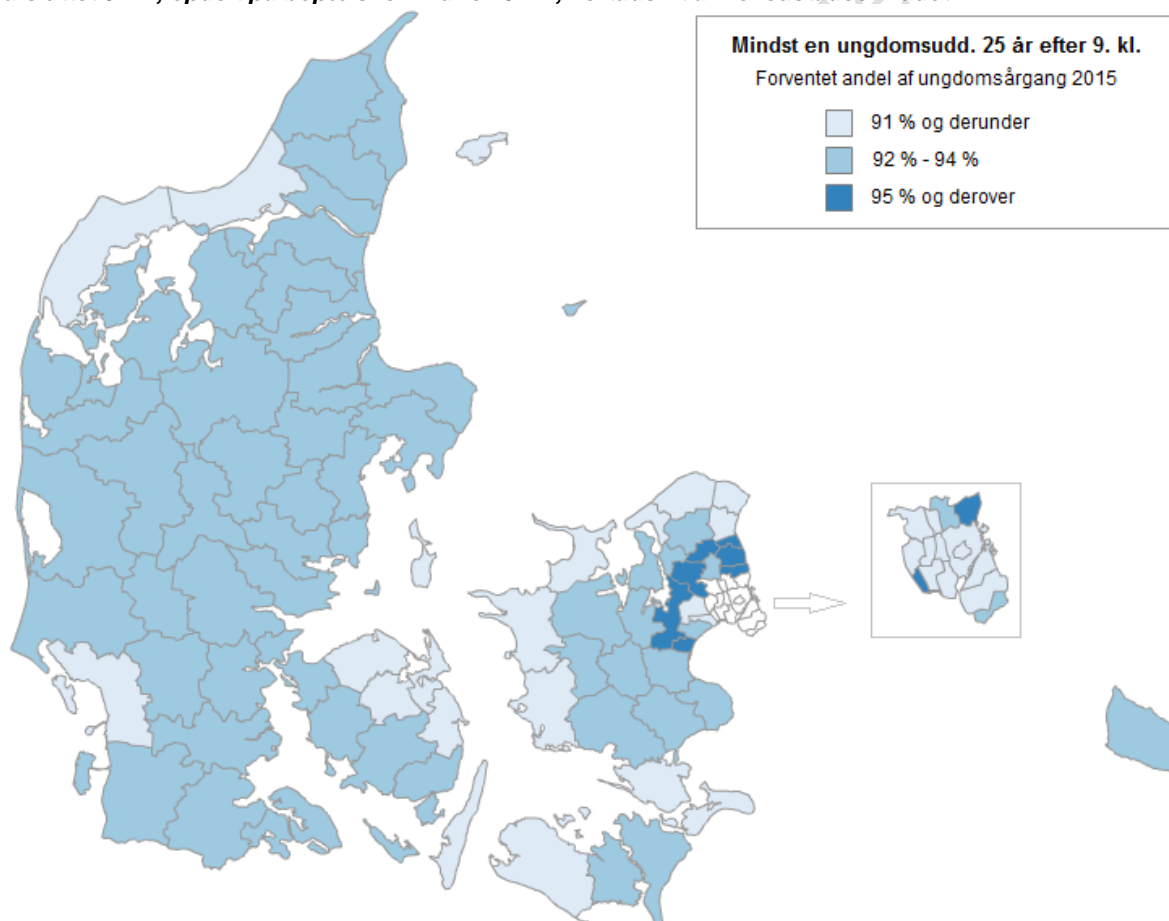 Mindst en ungdomsudd. 25 år efter 9. kl.
Forventet andel af ungdomsårgang 2015
91 % og derunder
92 % - 94 %
95 % og derover